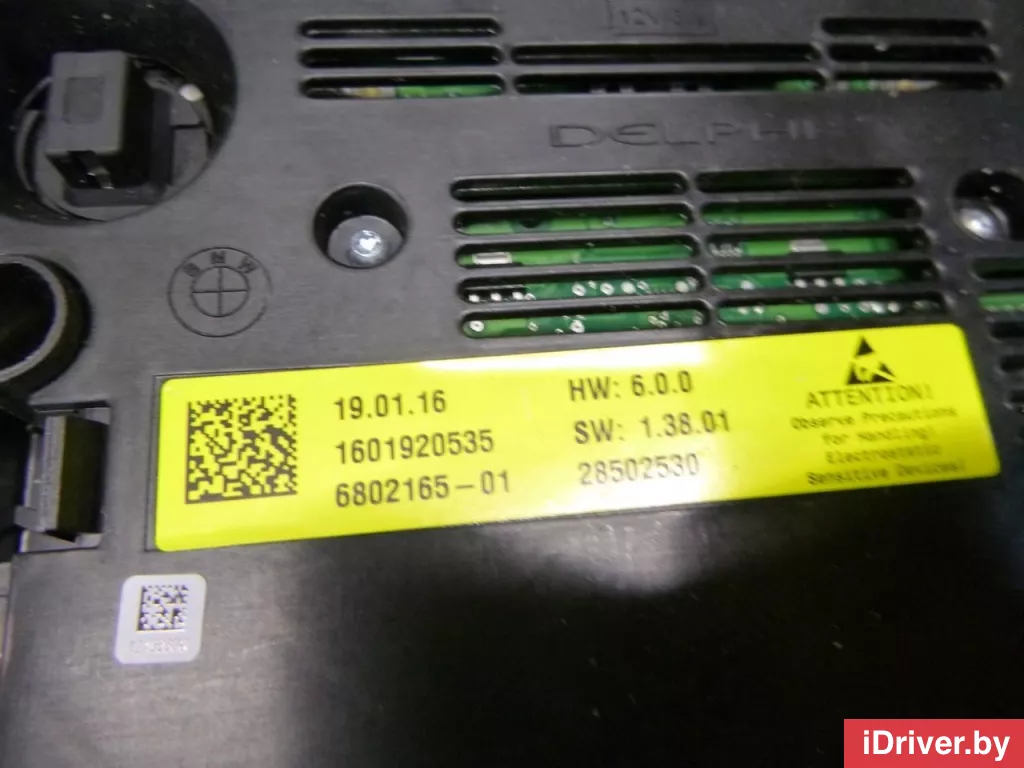 DELPHI
BMW
19.01.16
1601920535
6802165-01
HW: 6.0.0
SW: 1.38.01
28502530
ATTENTION!
Observe Precautions
for Handling!
Electrostatic
Sensitive Devices!
iDriver.by